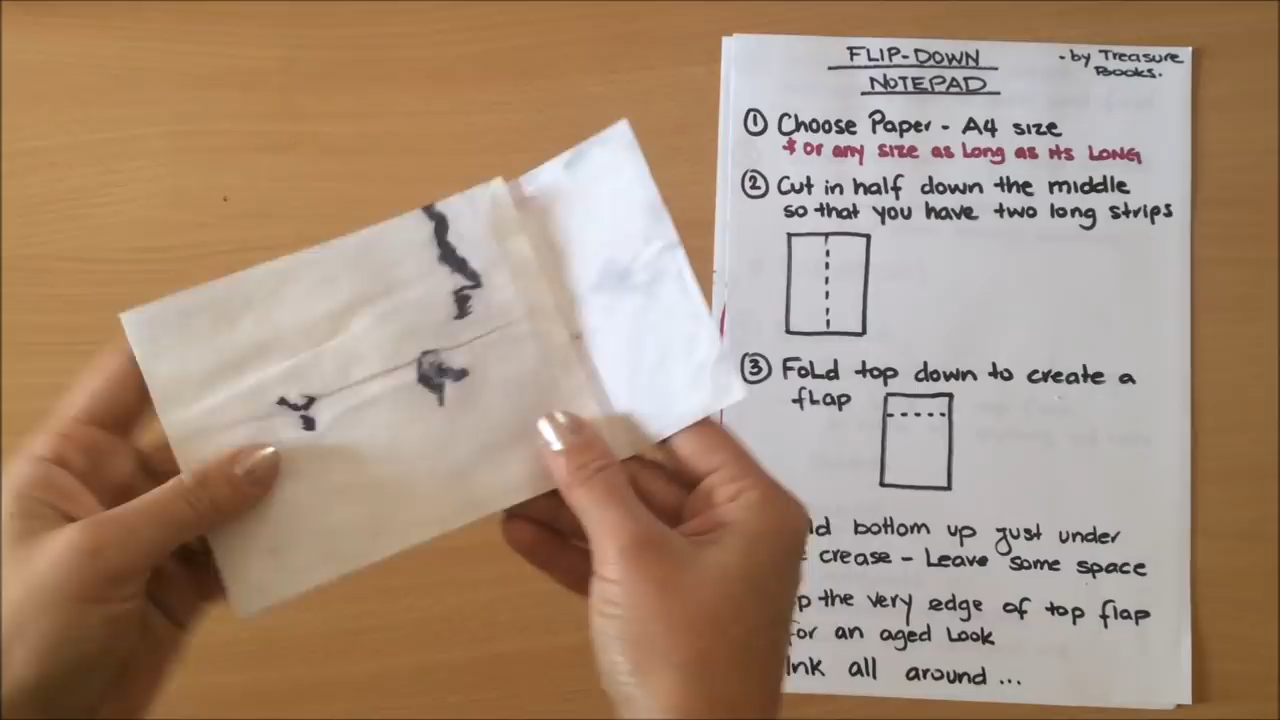 FLIP-DOWN
NOTEPAD
- by Treasure
Books.
① Choose Paper - A4 size
* or any size as long as its LONG
② Cut in half down the middle
so that you have two long strips
③ Fold top down to create a
flap
bottom up just under
crease - Leave some space
the very edge of top flap
for an aged Look
Ink all around ...